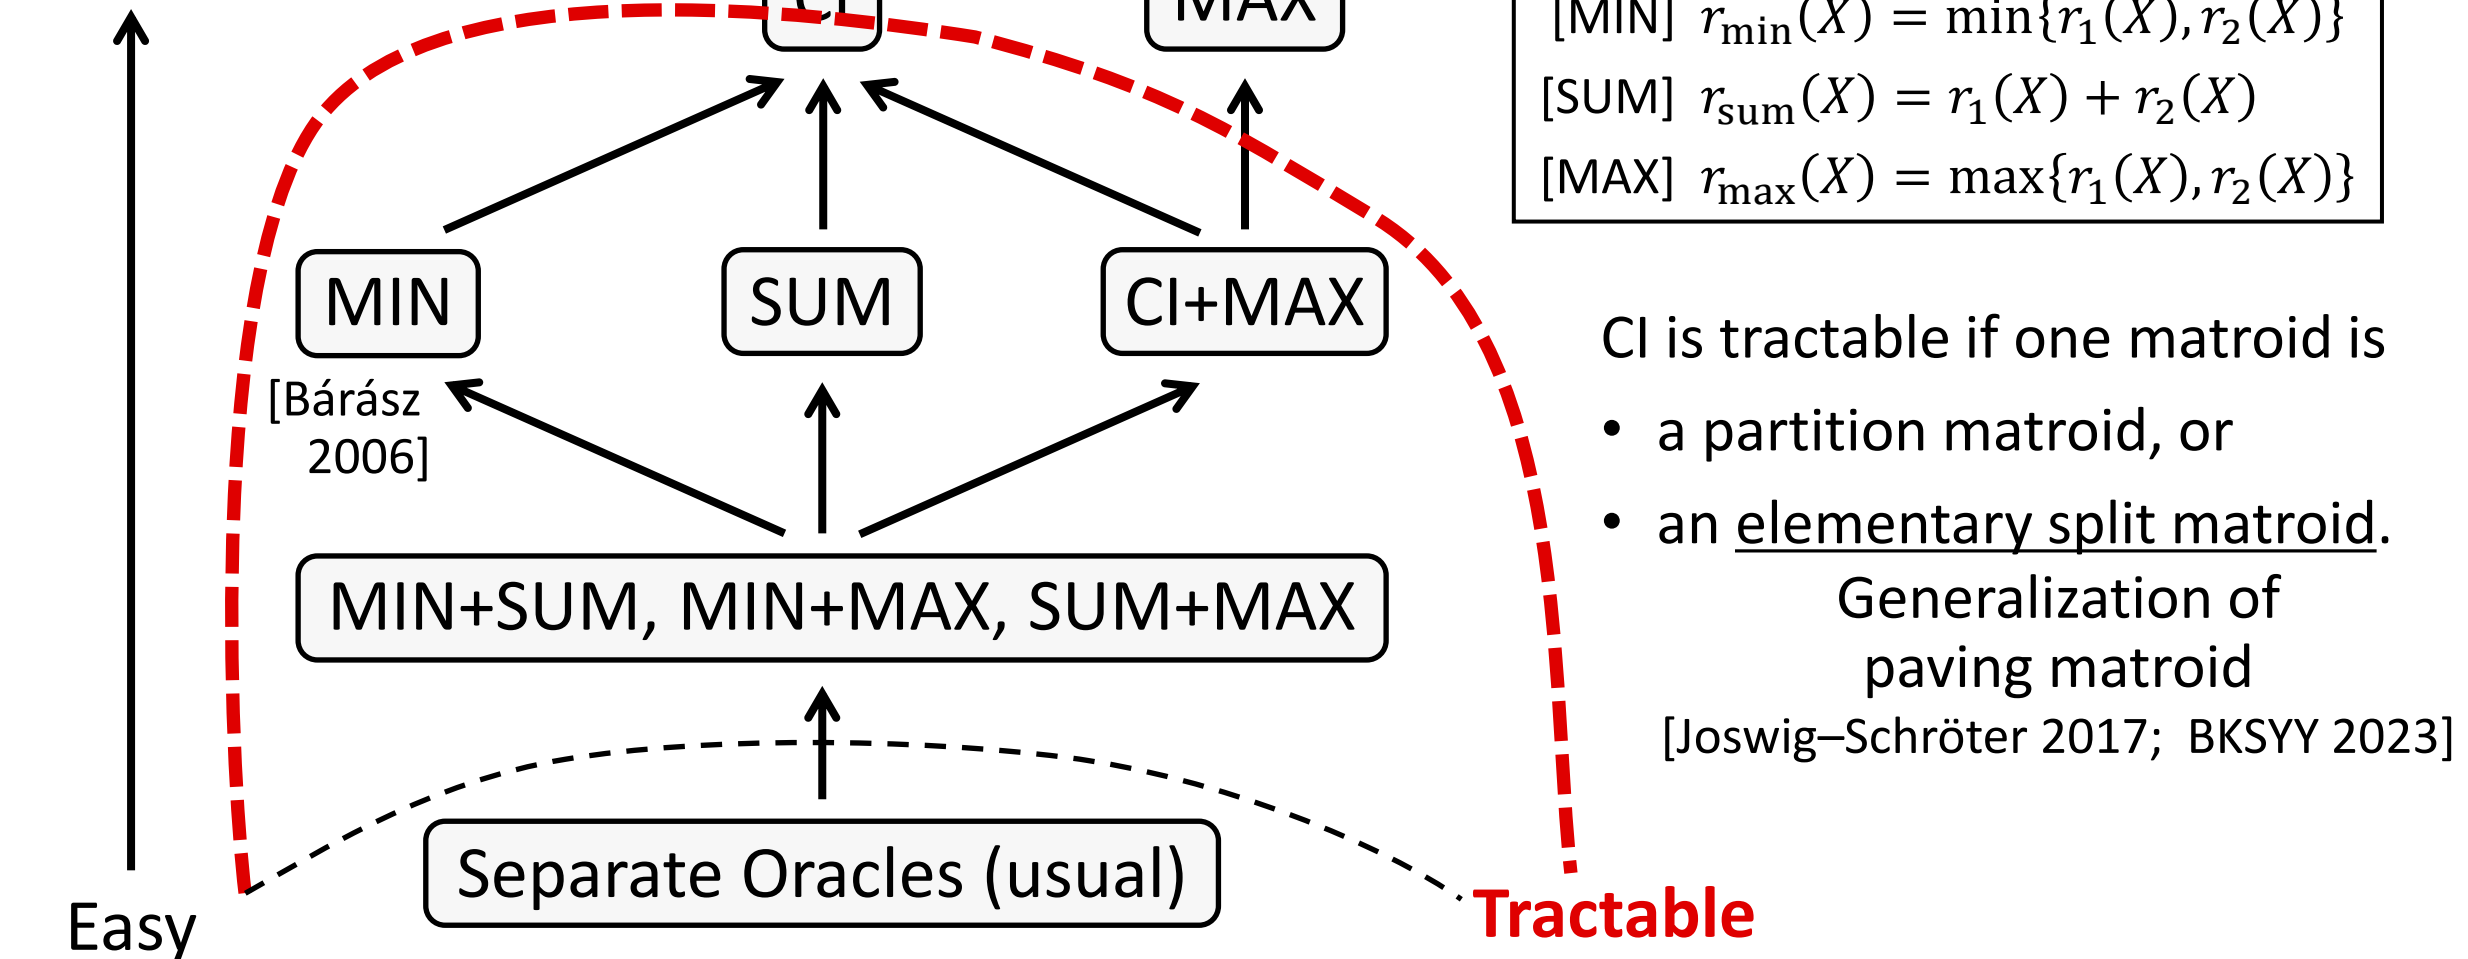 CI
MAX
[MIN] r_min(X) = min{r_1(X), r_2(X)}
[SUM] r_sum(X) = r_1(X) + r_2(X)
[MAX] r_max(X) = max{r_1(X), r_2(X)}
MIN
SUM
CI+MAX
[Bárász
2006]
CI is tractable if one matroid is
• a partition matroid, or
• an elementary split matroid.
Generalization of
paving matroid
[Joswig–Schröter 2017; BKSYY 2023]
MIN+SUM, MIN+MAX, SUM+MAX
Separate Oracles (usual)
Easy
Tractable